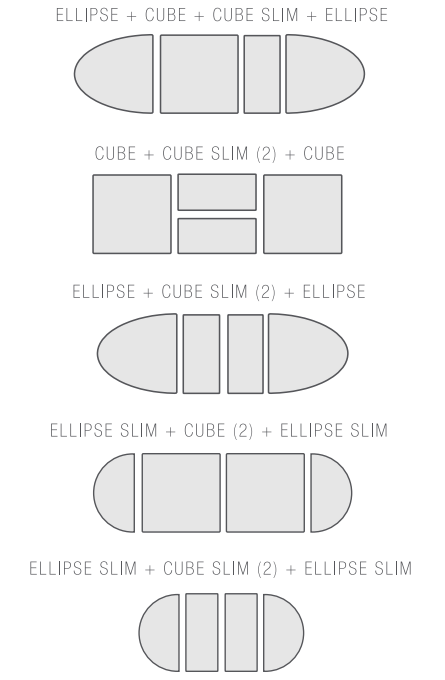 ELLIPSE + CUBE + CUBE SLIM + ELLIPSE
CUBE + CUBE SLIM (2) + CUBE
ELLIPSE + CUBE SLIM (2) + ELLIPSE
ELLIPSE SLIM + CUBE (2) + ELLIPSE SLIM
ELLIPSE SLIM + CUBE SLIM (2) + ELLIPSE SLIM